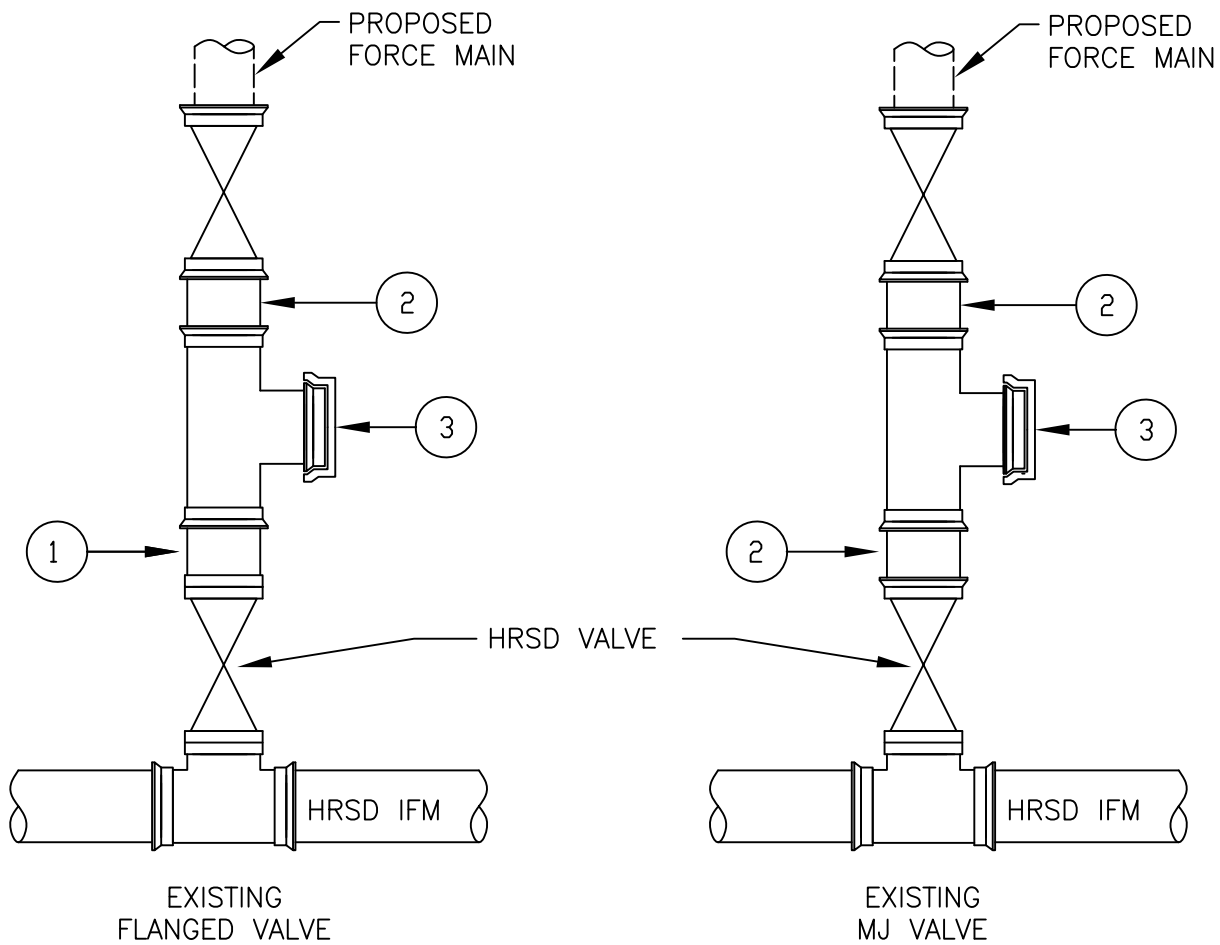 PROPOSED
FORCE MAIN
PROPOSED
FORCE MAIN
2
2
3
3
1
2
HRSD VALVE
HRSD IFM
HRSD IFM
EXISTING
FLANGED VALVE
EXISTING
MJ VALVE